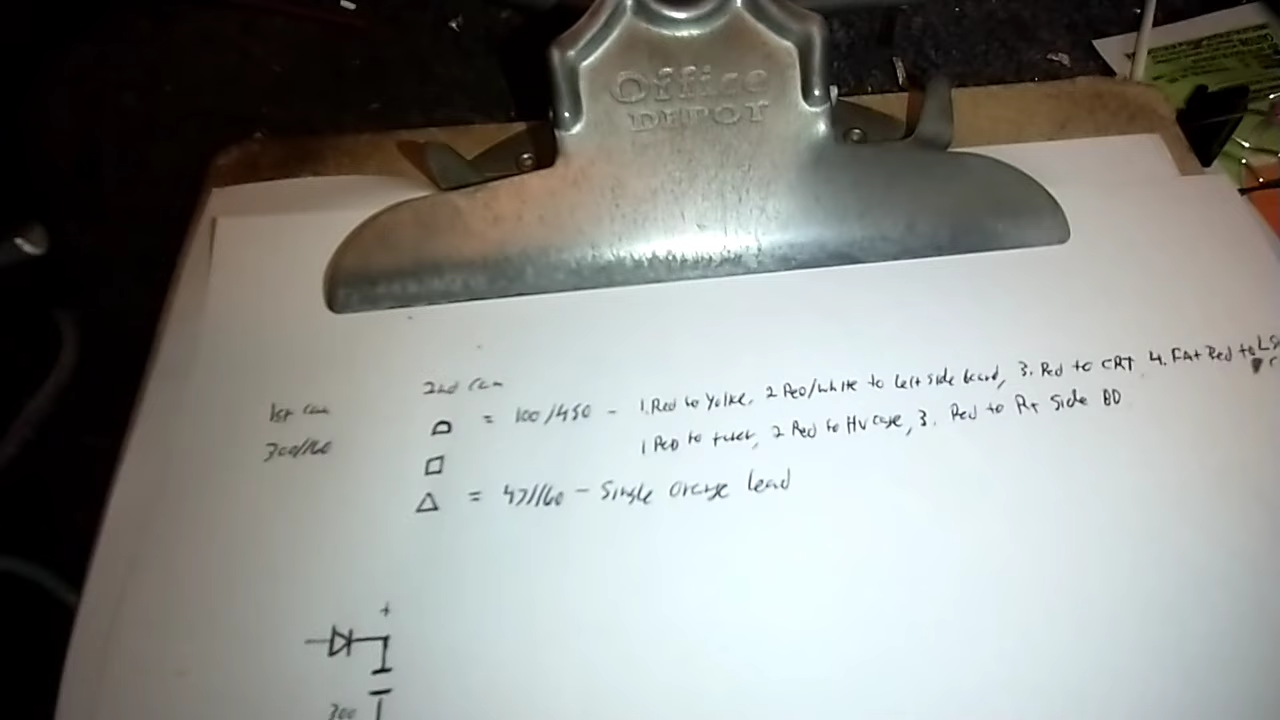 Office
DEPOT
2nd Can
1st Can
= 100/450 - 1. Red to Yolke, 2 Red/white to left side board, 3. Red to CRT 4. FAt Red to LS
300/160
1 Red to tuner, 2 Red to HV cage, 3. Red to Rt Side BD
= 47/160 - Single orange lead
+
300